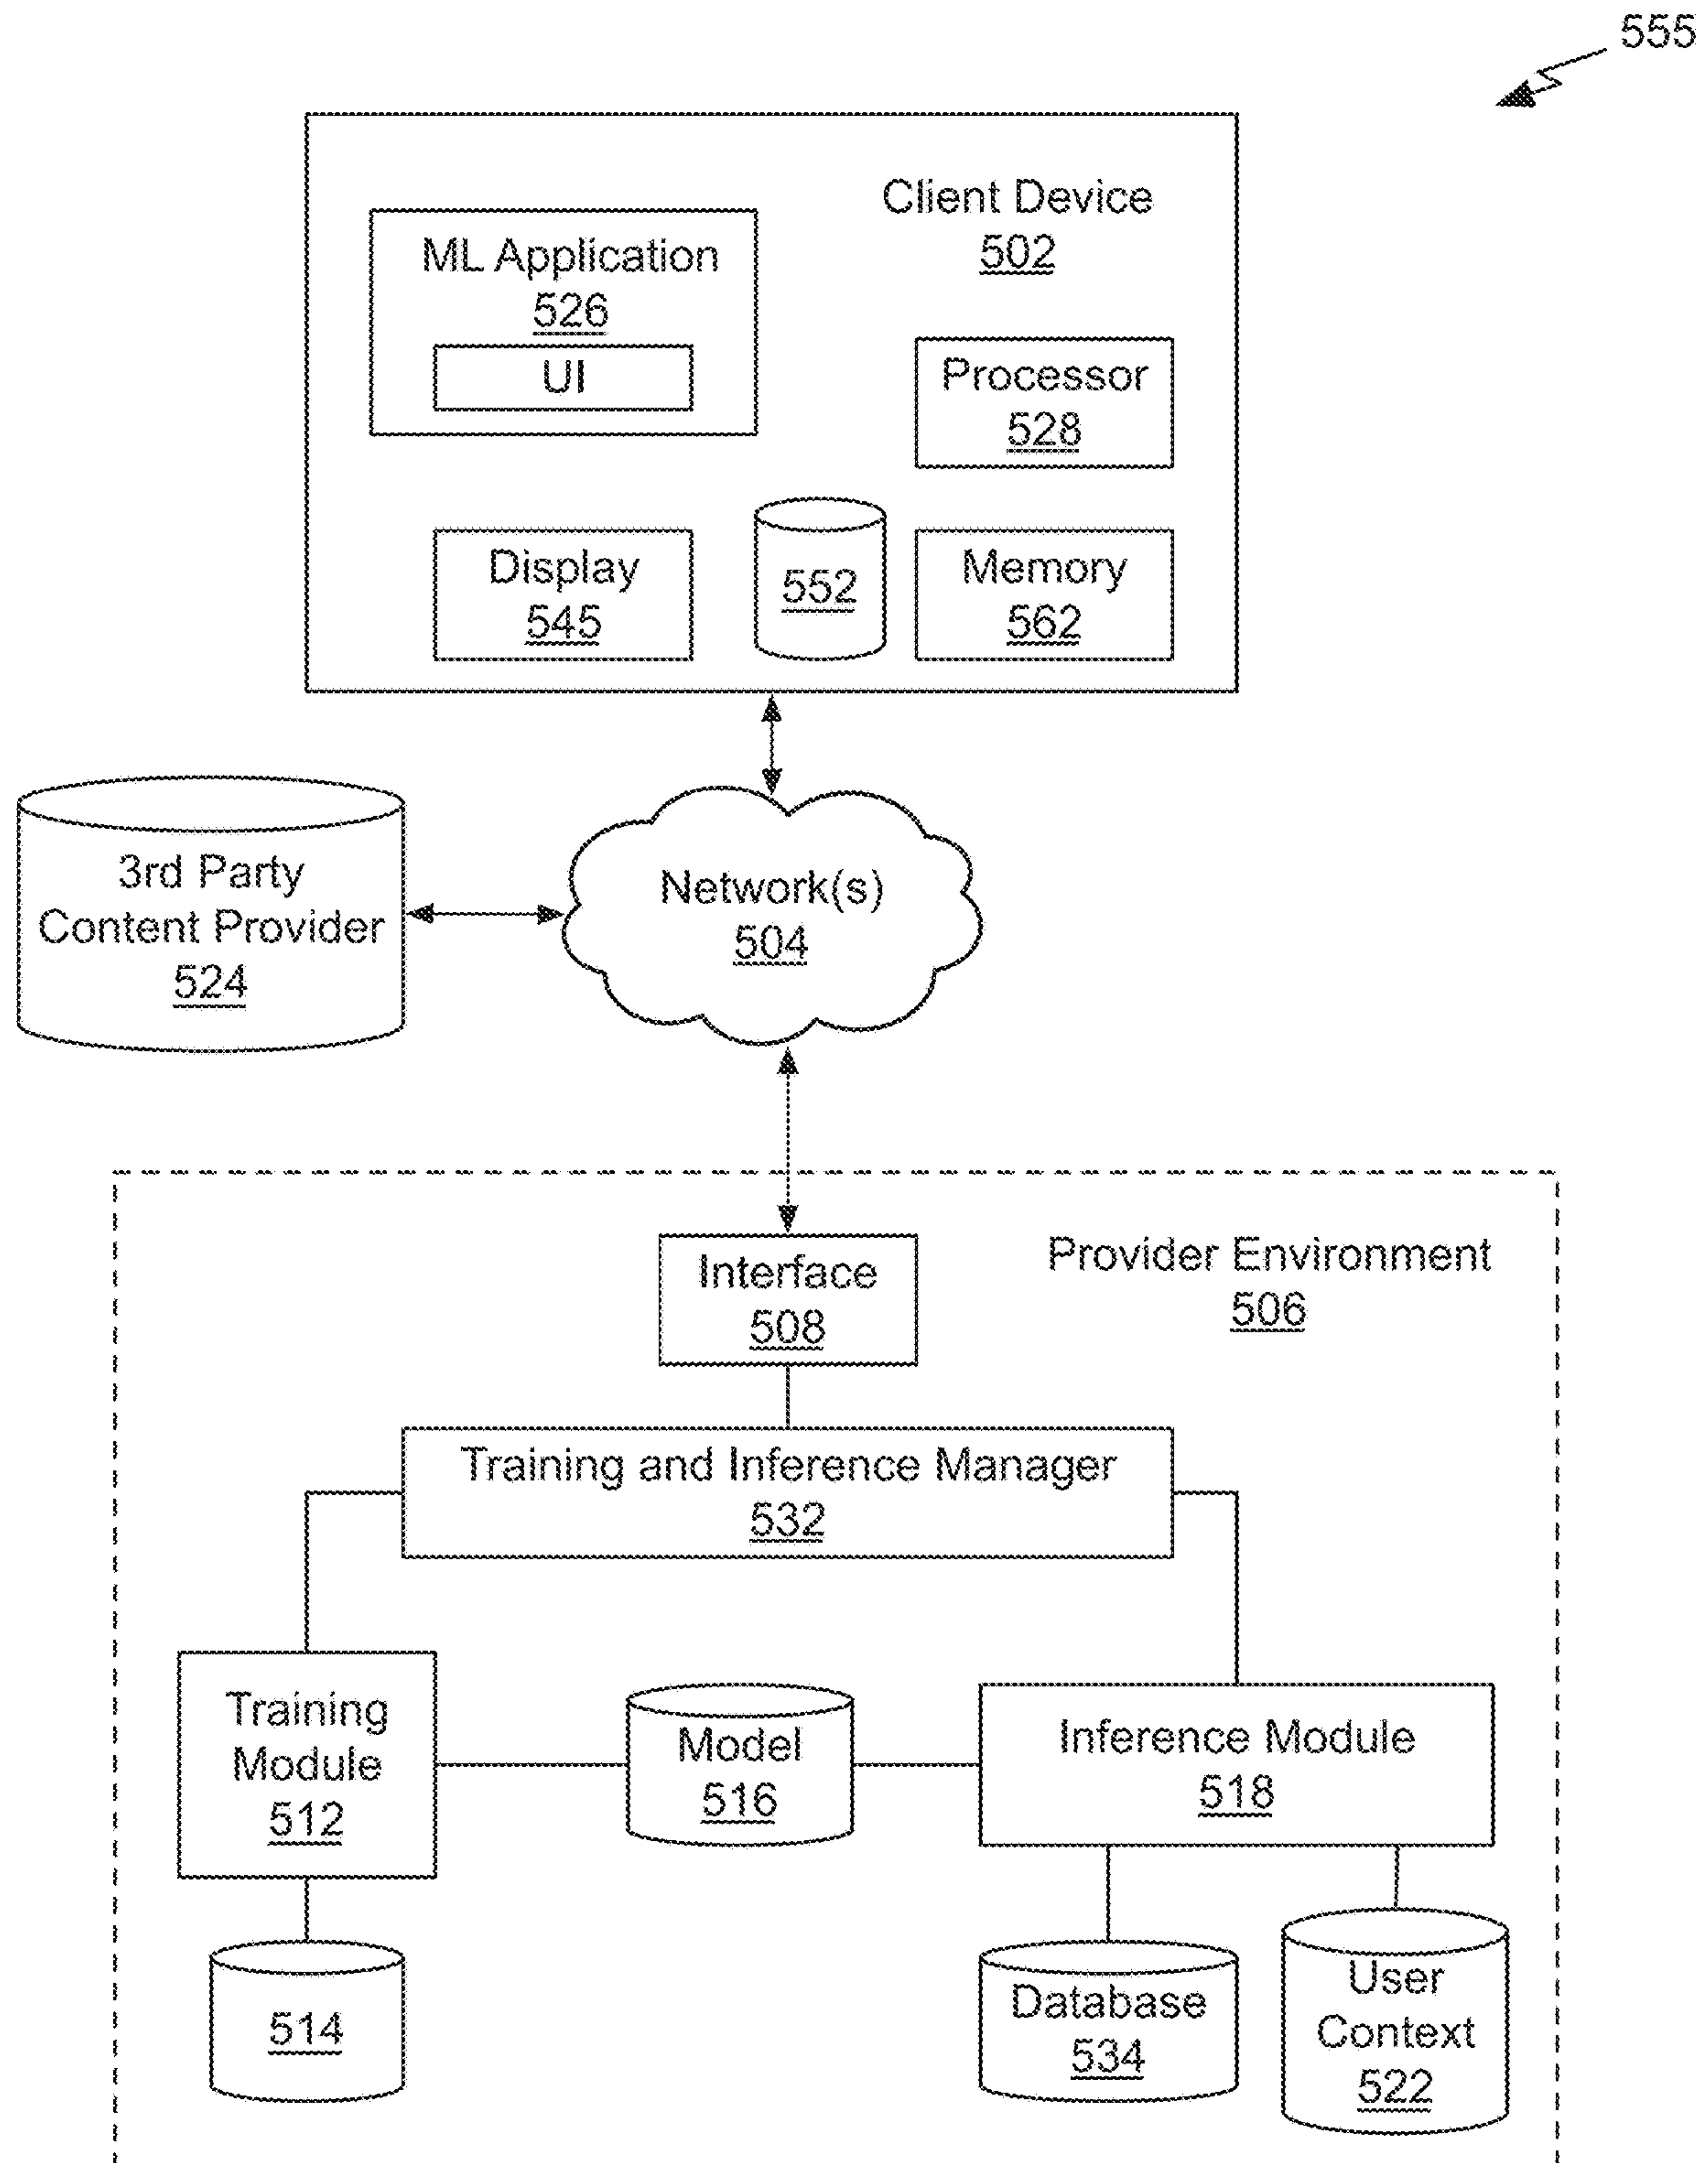 555
Client Device
502
ML Application
526
UI
Processor
528
Display
545
552
Memory
562
3rd Party
Content Provider
524
Network(s)
504
Provider Environment
506
Interface
508
Training and Inference Manager
532
Training
Module
512
Model
516
Inference Module
518
514
Database
534
User
Context
522